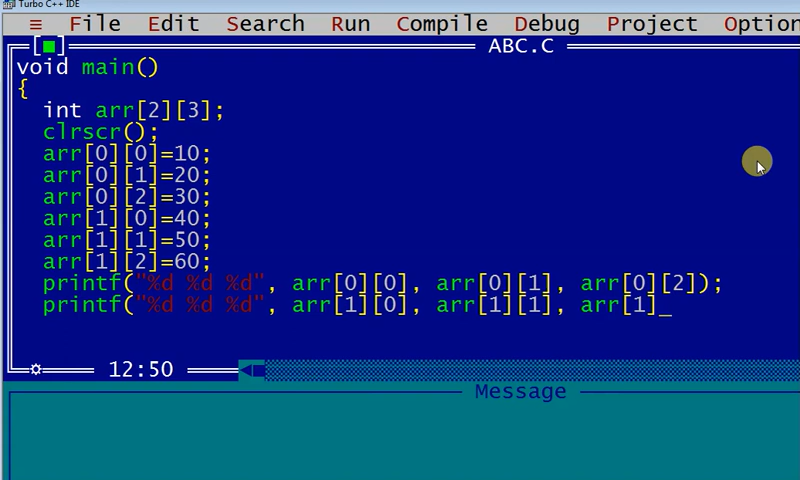 Turbo C++ IDE
≡ File Edit Search Run Compile Debug Project Option
ABC.C
void main()
{
int arr[2][3];
clrscr();
arr[0][0]=10;
arr[0][1]=20;
arr[0][2]=30;
arr[1][0]=40;
arr[1][1]=50;
arr[1][2]=60;
printf("%d %d %d", arr[0][0], arr[0][1], arr[0][2]);
printf("%d %d %d", arr[1][0], arr[1][1], arr[1]_
12:50
Message